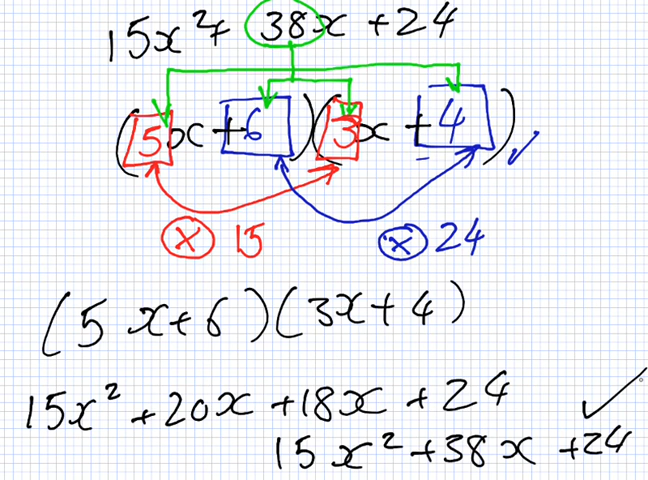 15x²+ 38x +24
(5x+6)(3x+4) ✓
x 15 x 24
(5x+6)(3x+4)
15x² +20x +18x +24 ✓
15x² +38x +24